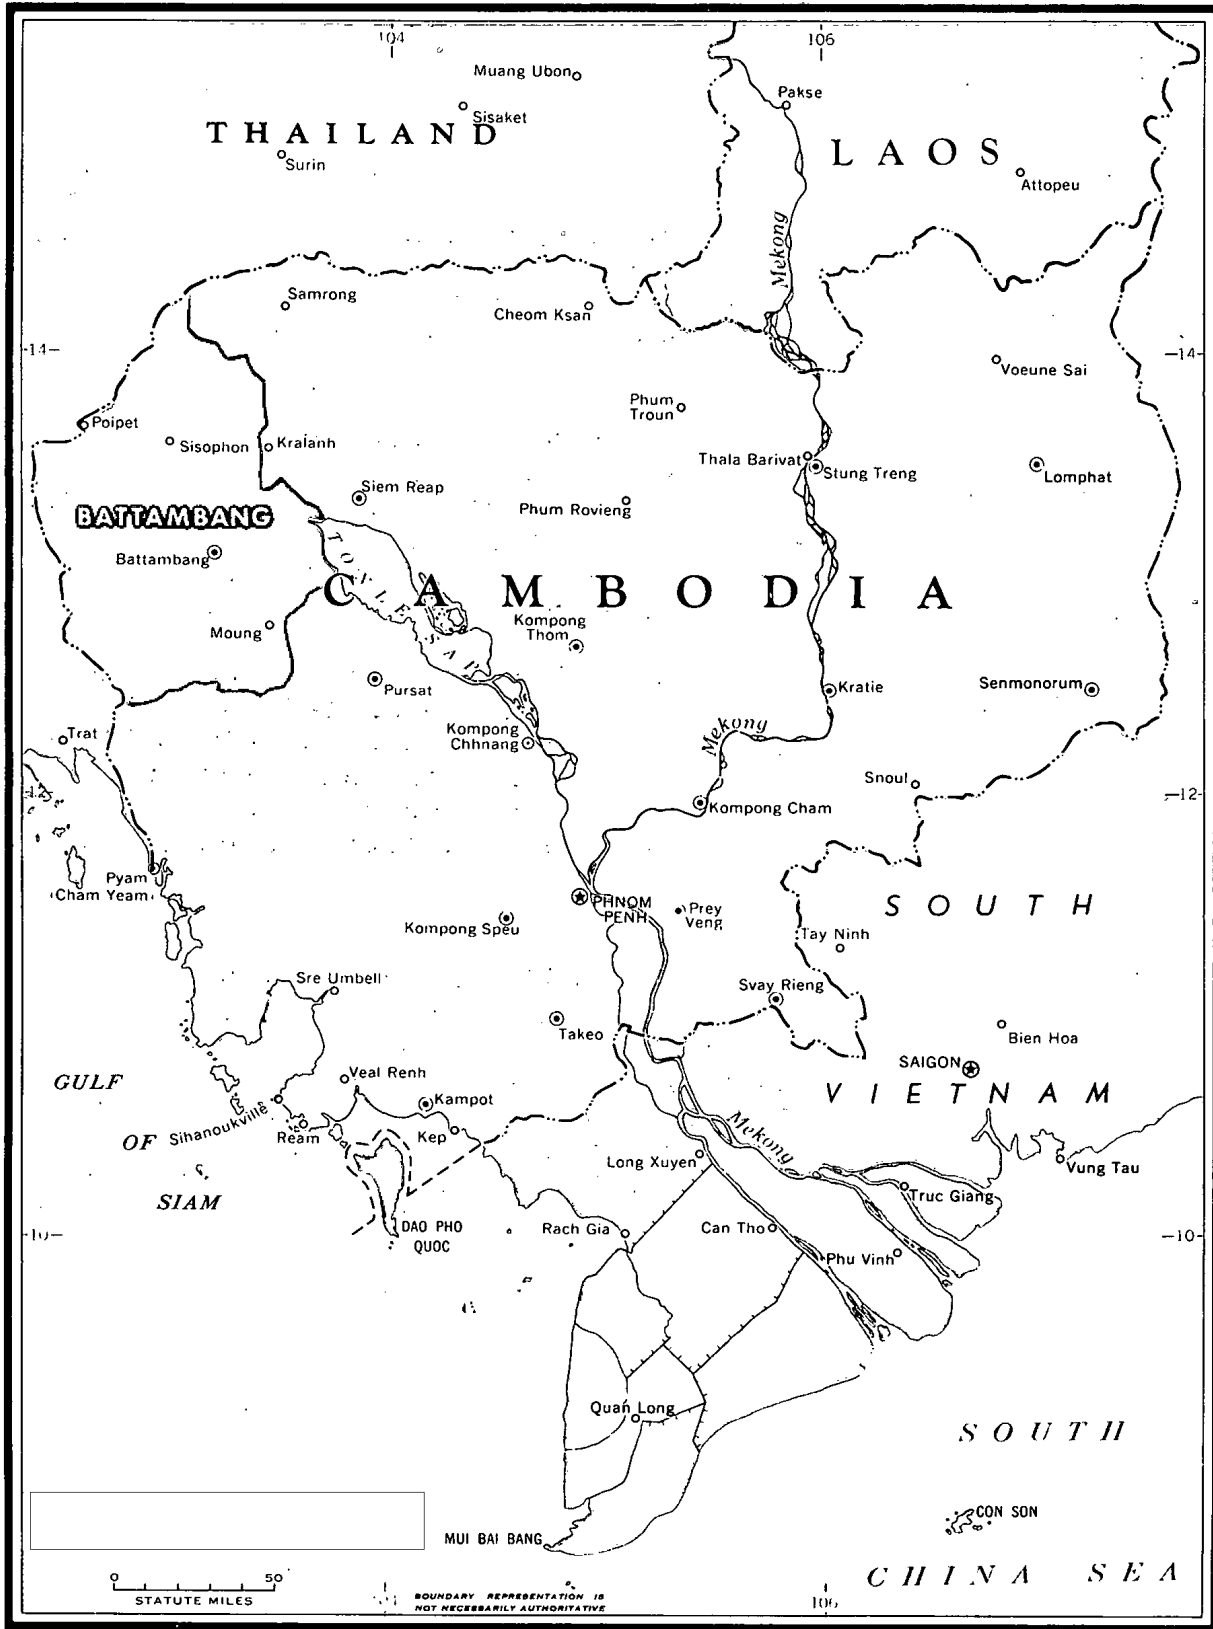 104
106
Muang Ubon
Pakse
Sisaket
THAILAND
LAOS
Surin
Attopeu
Mekong
Samrong
Cheom Ksan
14
14
Voeune Sai
Phum
Troun
Poipet
Sisophon
Kralanh
Thala Barivat
Stung Treng
Lomphat
Siem Reap
Phum Rovieng
BATTAMBANG
Battambang
TONLE SAP
CAMBODIA
Kompong
Thom
Moung
Pursat
Kratie
Senmonorum
Trat
Kompong
Chhnang
Mekong
Snoul
12
12
Kompong Cham
Pyam
(Cham Yeam)
PHNOM
PENH
Prey
Veng
SOUTH
Kompong Speu
Tay Ninh
Sre Umbell
Svay Rieng
Takeo
Bien Hoa
SAIGON
GULF
Veal Renh
VIETNAM
Kampot
OF
Sihanoukville
Ream
Kep
Mekong
Long Xuyen
Vung Tau
SIAM
Truc Giang
DAO PHO
QUOC
Rach Gia
Can Tho
10
10
Phu Vinh
Quan Long
SOUTH
CON SON
MUI BAI BANG
CHINA SEA
0 50
STATUTE MILES
BOUNDARY REPRESENTATION IS
NOT NECESSARILY AUTHORITATIVE
106